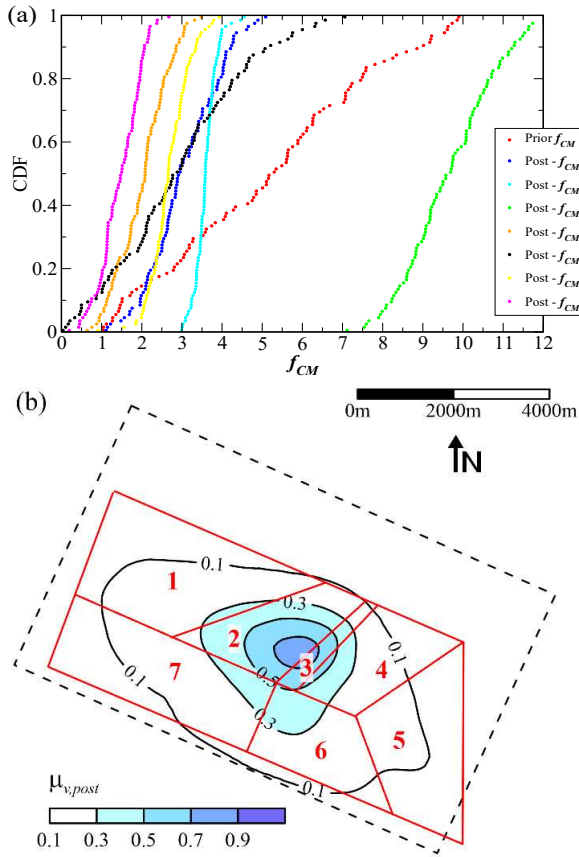 (a)
1
0.8
0.6
0.4
0.2
0
CDF
Prior f_CM
Post - f_CM
Post - f_CM
Post - f_CM
Post - f_CM
Post - f_CM
Post - f_CM
Post - f_CM
0 1 2 3 4 5 6 7 8 9 10 11 12
f_CM
(b)
0m 2000m 4000m
N
0.1
1
0.3
2
3
0.1
4
7
0.5
0.1
0.3
6
5
0.1
μ_v,post
0.1 0.3 0.5 0.7 0.9